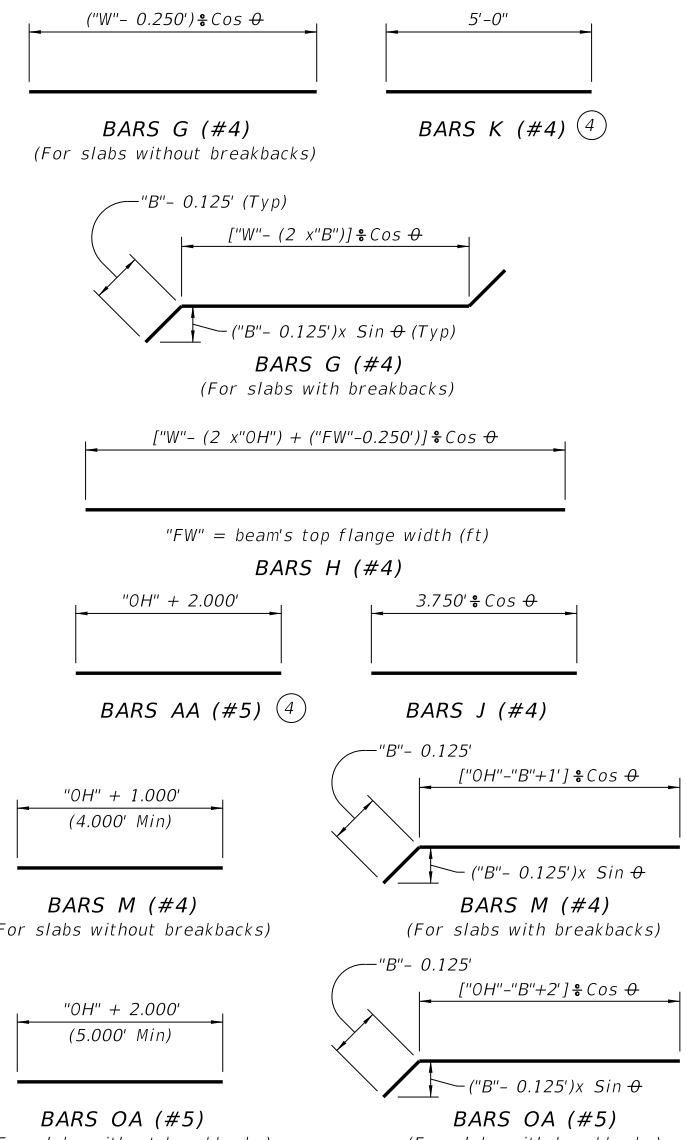 ("W"- 0.250')÷Cos θ
5'-0"
BARS G (#4)
BARS K (#4) 4
(For slabs without breakbacks)
"B"- 0.125' (Typ)
["W"- (2 x"B")]÷Cos θ
("B"- 0.125')x Sin θ (Typ)
BARS G (#4)
(For slabs with breakbacks)
["W"- (2 x"OH") + ("FW"-0.250')]÷Cos θ
"FW" = beam's top flange width (ft)
BARS H (#4)
"OH" + 2.000'
3.750'÷Cos θ
BARS AA (#5) 4
BARS J (#4)
"B"- 0.125'
"OH" + 1.000'
(4.000' Min)
["OH"-"B"+1']÷Cos θ
("B"- 0.125')x Sin θ
BARS M (#4)
For slabs without breakbacks)
BARS M (#4)
(For slabs with breakbacks)
"B"- 0.125'
"OH" + 2.000'
(5.000' Min)
["OH"-"B"+2']÷Cos θ
("B"- 0.125')x Sin θ
BARS OA (#5)
BARS OA (#5)